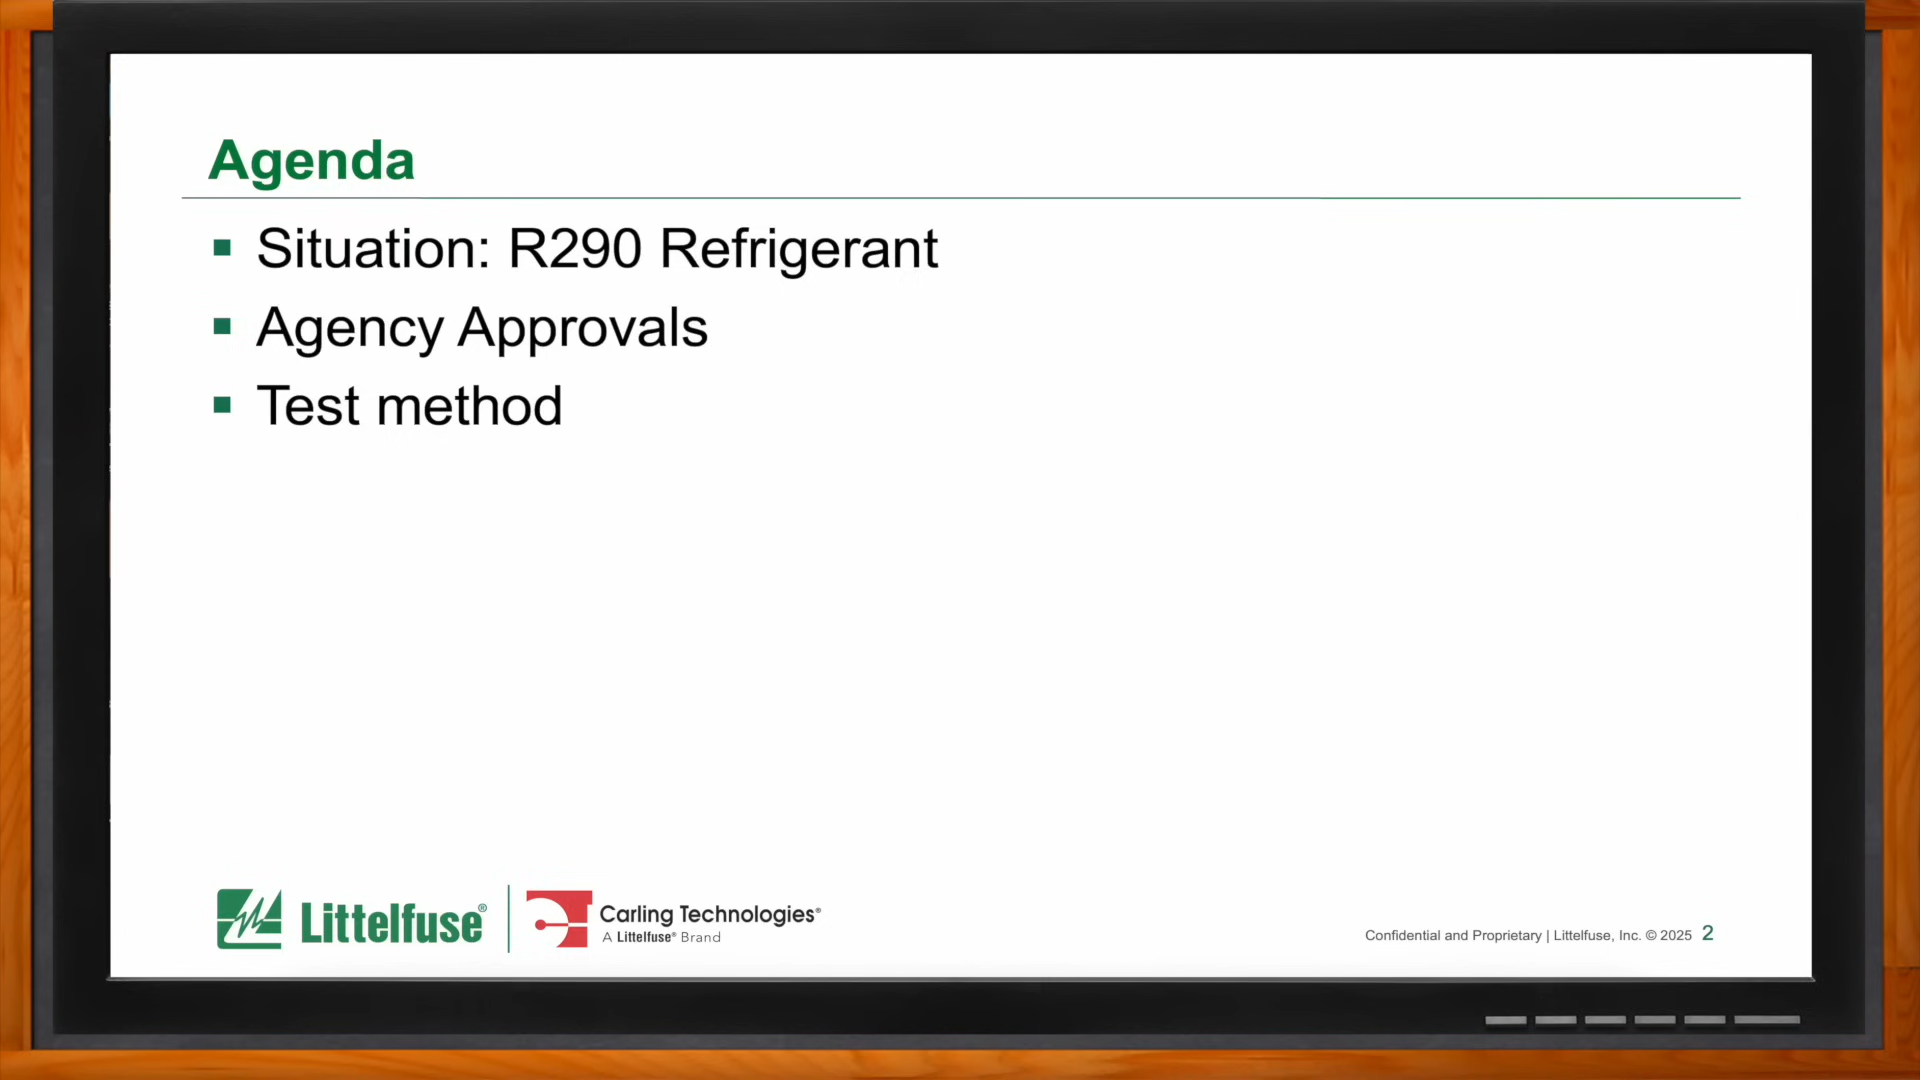 Agenda
▪ Situation: R290 Refrigerant
▪ Agency Approvals
▪ Test method
Littelfuse®
Carling Technologies®
A Littelfuse® Brand
Confidential and Proprietary | Littelfuse, Inc. © 2025 2